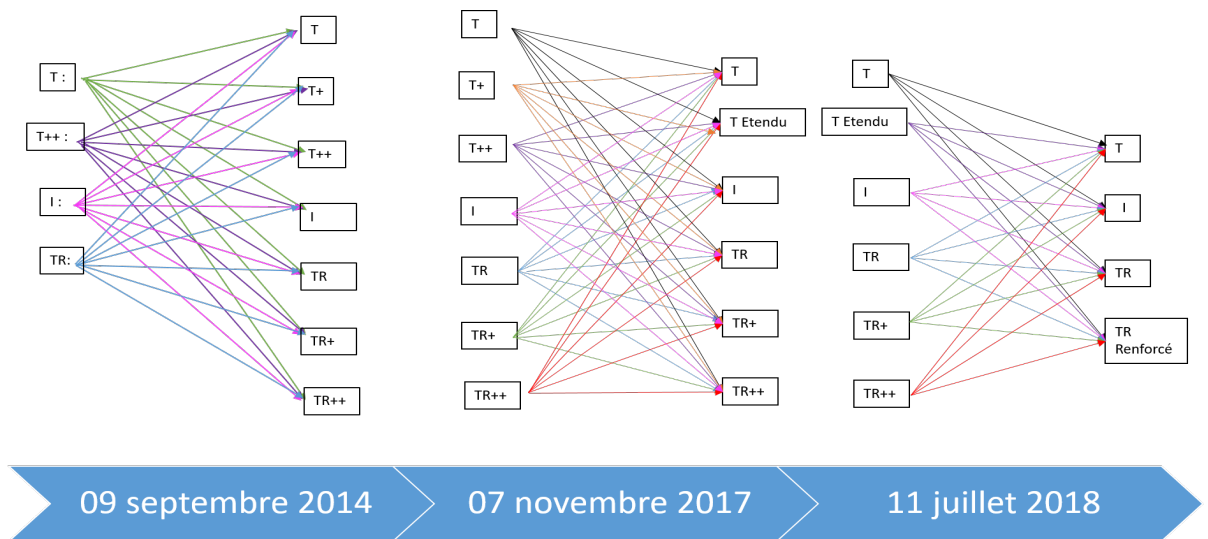 T :
T++ :
I :
TR:
T
T+
T++
I
TR
TR+
TR++
T
T+
T++
I
TR
TR+
TR++
T
T Etendu
I
TR
TR+
TR++
T
T Etendu
I
TR
TR+
TR++
T
I
TR
TR
Renforcé
09 septembre 2014
07 novembre 2017
11 juillet 2018